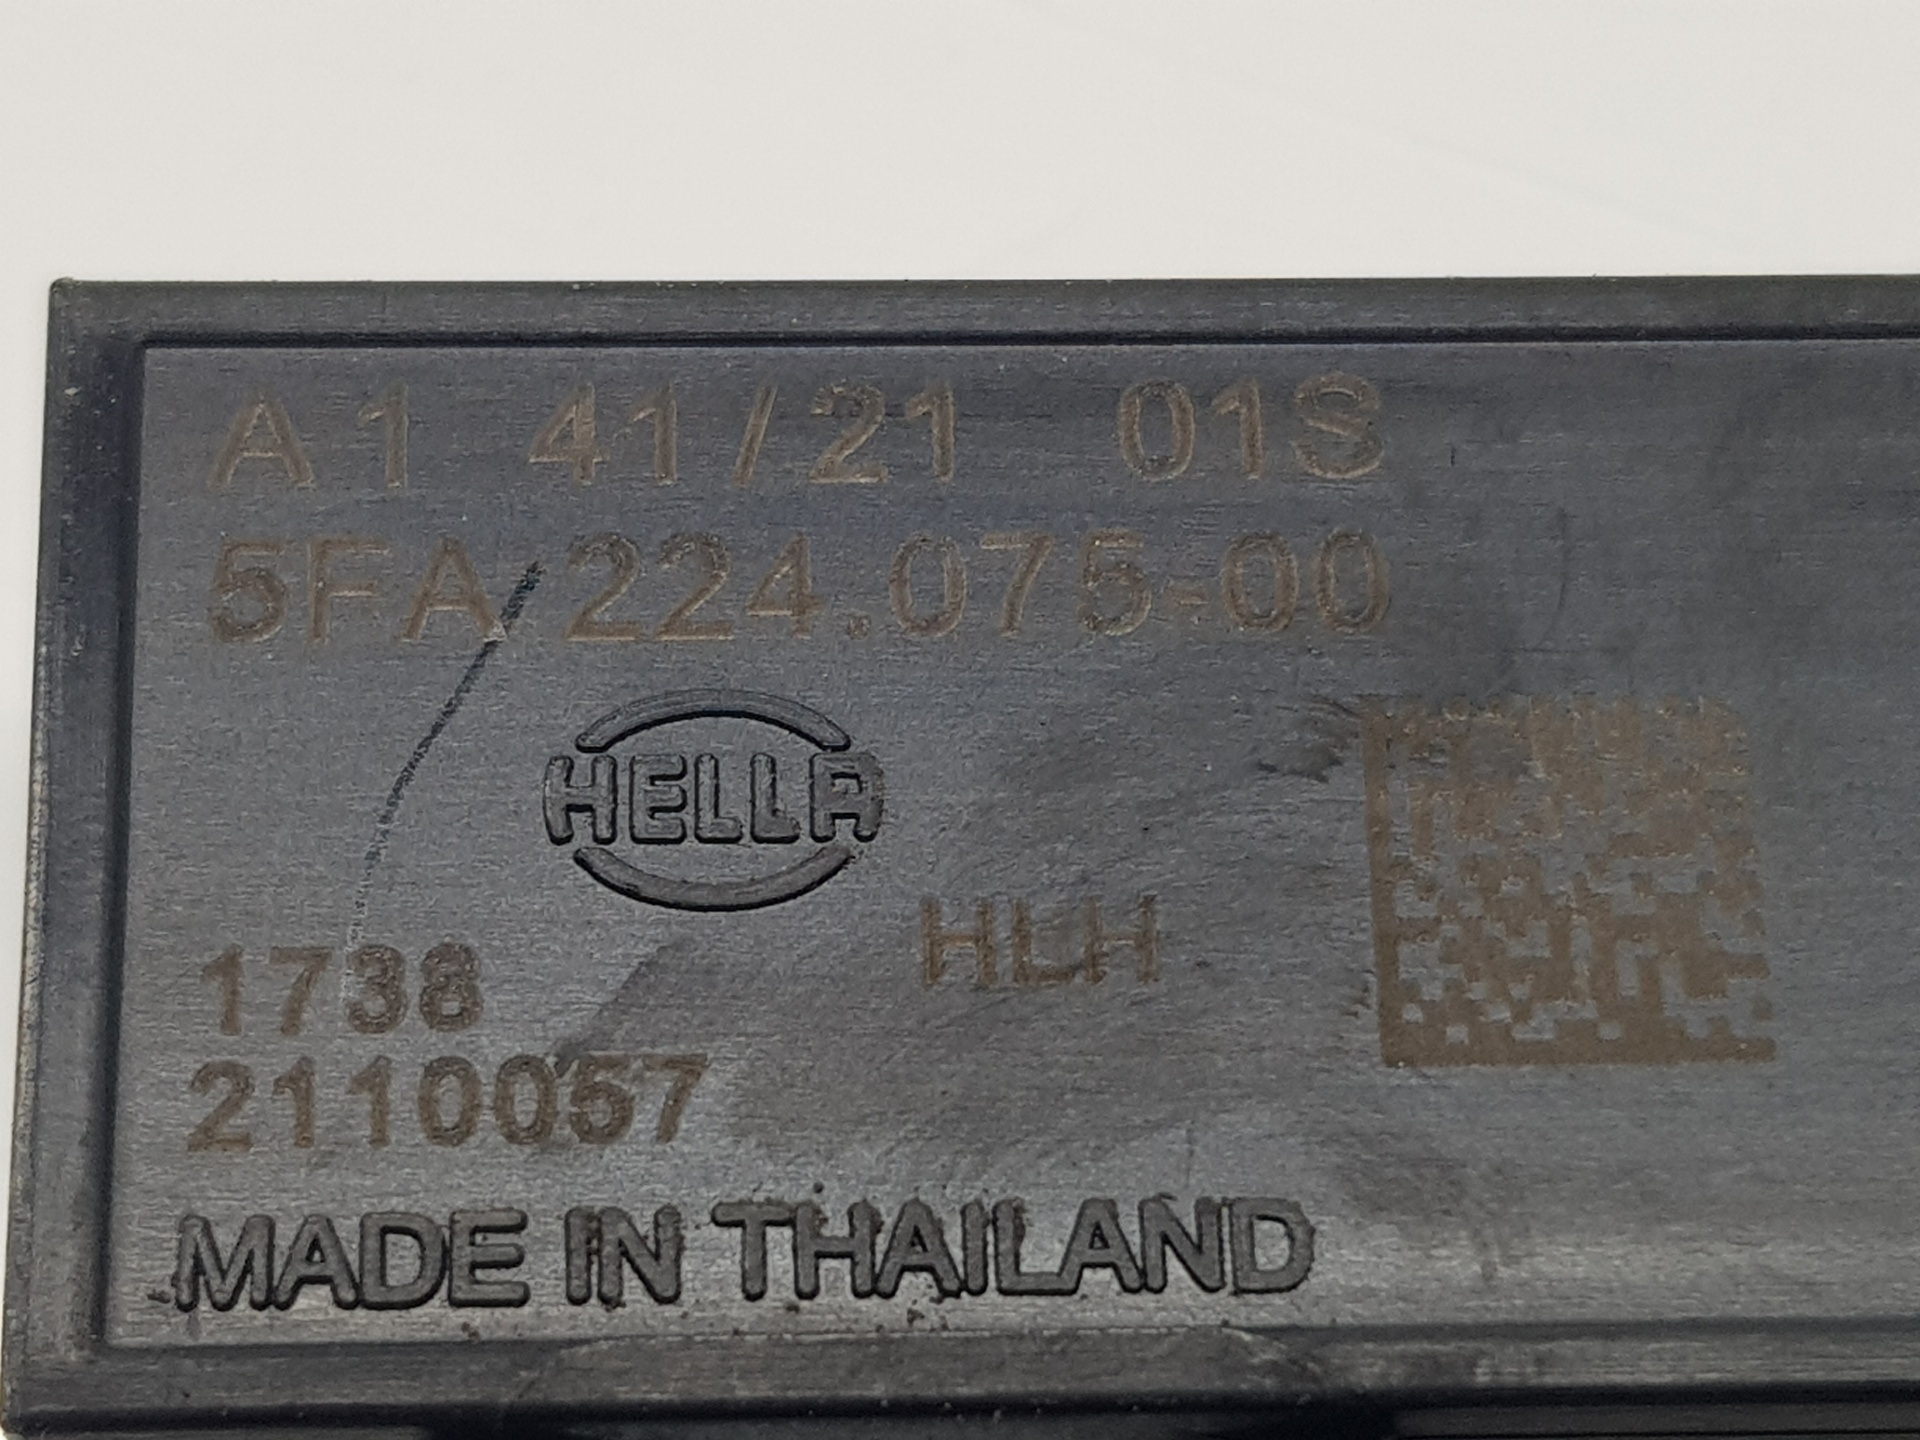 A1 41/21 01S
5FA 224.075-00
HELLA
HLH
1738
2110057
MADE IN THAILAND